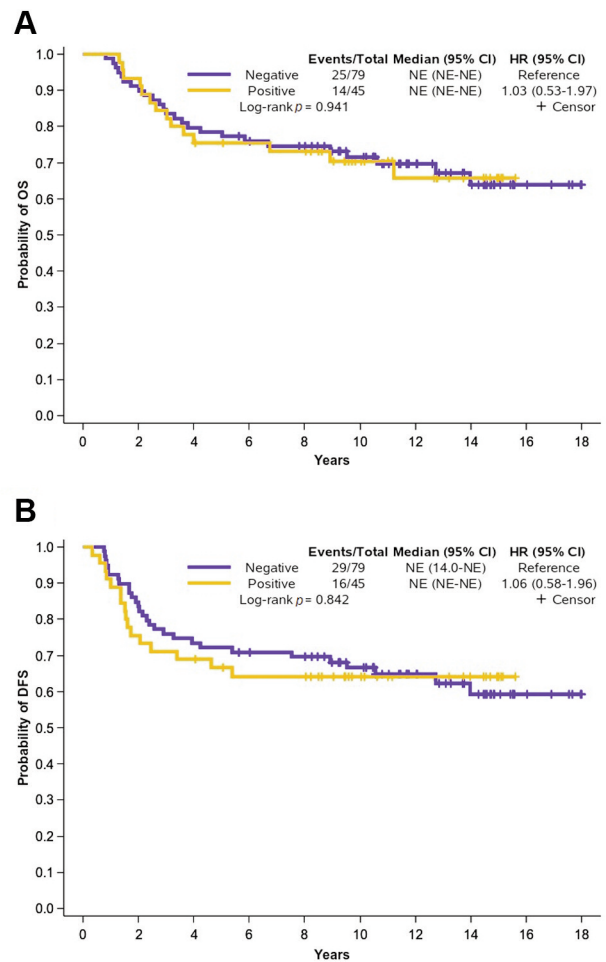 A
Events/Total Median (95% CI) HR (95% CI)
Negative 25/79 NE (NE-NE) Reference
Positive 14/45 NE (NE-NE) 1.03 (0.53-1.97)
Log-rank p = 0.941 + Censor
Probability of OS
1.0
0.9
0.8
0.7
0.6
0.5
0.4
0.3
0.2
0.1
0.0
0 2 4 6 8 10 12 14 16 18
Years
B
Events/Total Median (95% CI) HR (95% CI)
Negative 29/79 NE (14.0-NE) Reference
Positive 16/45 NE (NE-NE) 1.06 (0.58-1.96)
Log-rank p = 0.842 + Censor
Probability of DFS
1.0
0.9
0.8
0.7
0.6
0.5
0.4
0.3
0.2
0.1
0.0
0 2 4 6 8 10 12 14 16 18
Years